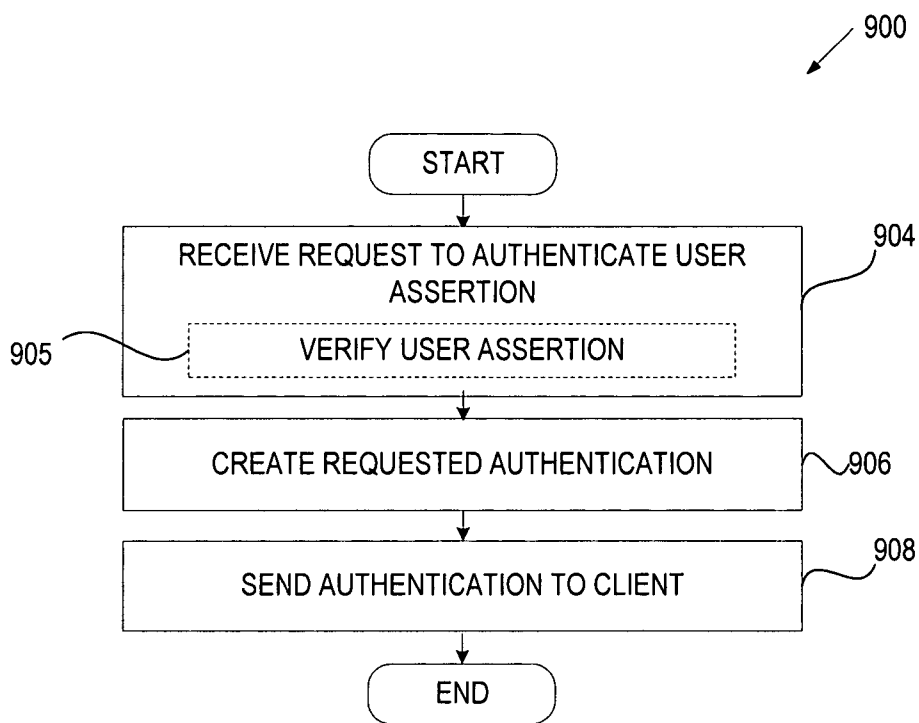 900
START
RECEIVE REQUEST TO AUTHENTICATE USER
ASSERTION
904
VERIFY USER ASSERTION
905
CREATE REQUESTED AUTHENTICATION
906
SEND AUTHENTICATION TO CLIENT
908
END